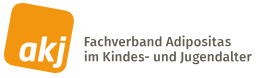 akj
Fachverband Adipositas
im Kindes- und Jugendalter